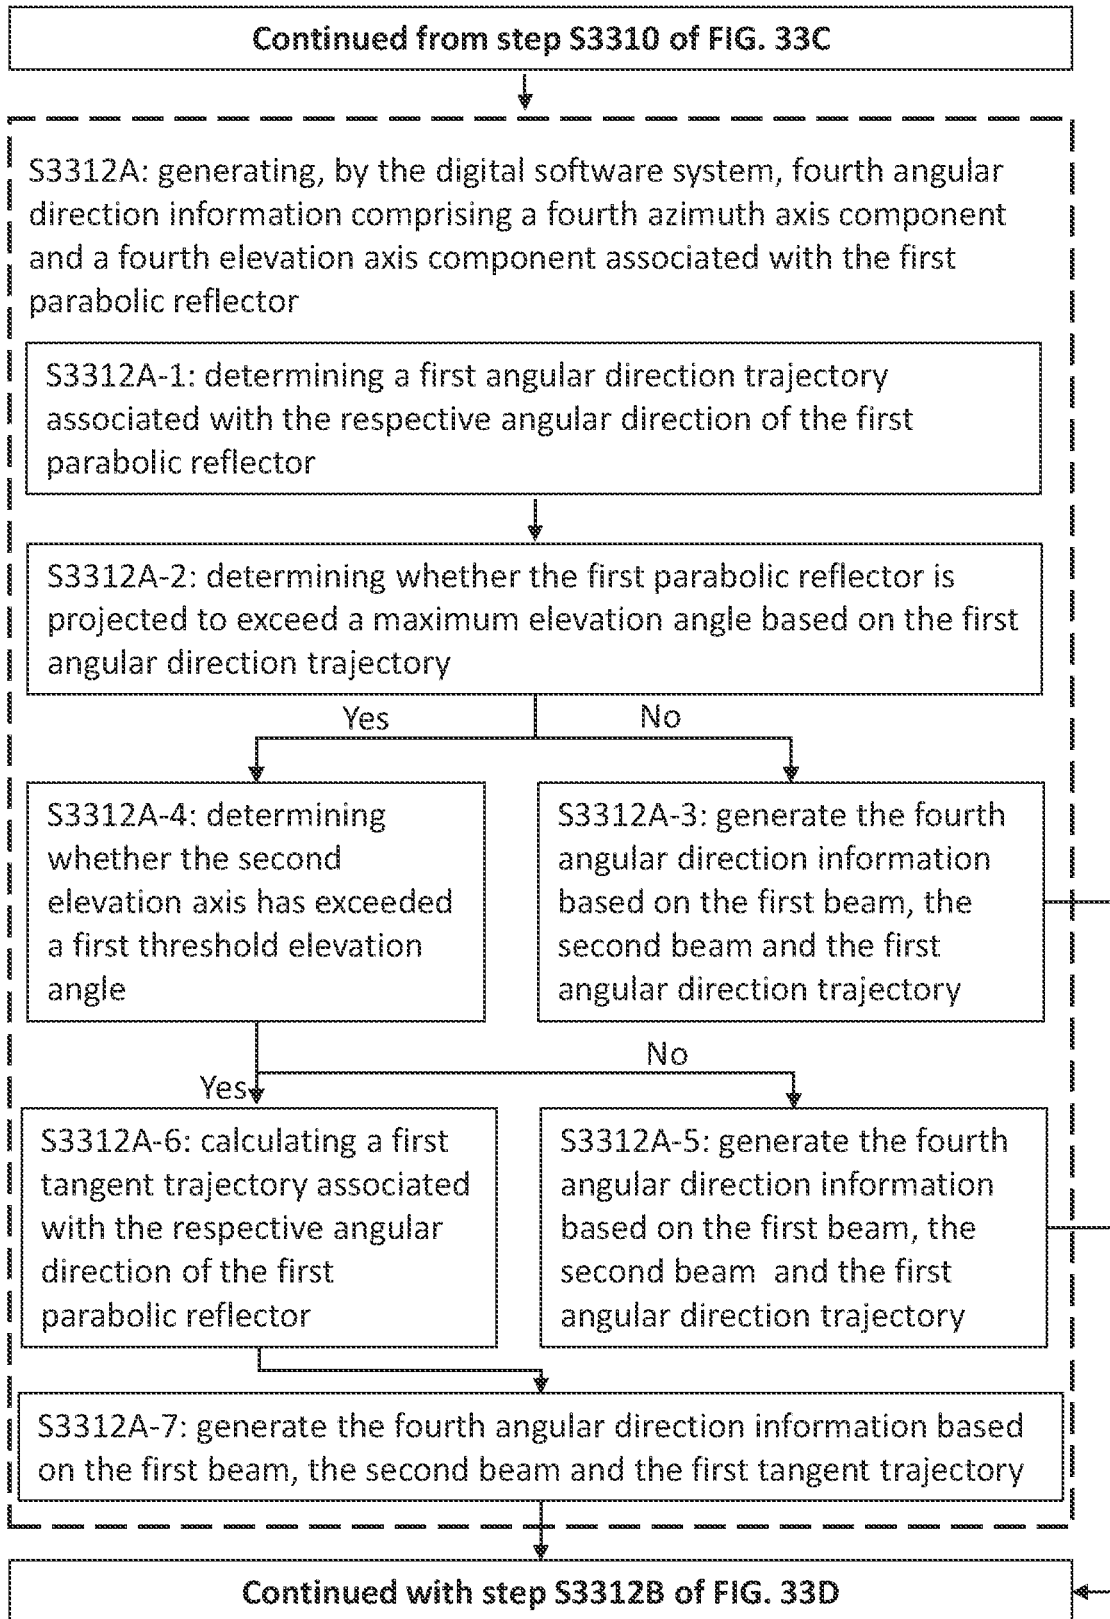 Continued from step S3310 of FIG. 33C
S3312A: generating, by the digital software system, fourth angular
direction information comprising a fourth azimuth axis component
and a fourth elevation axis component associated with the first
parabolic reflector
S3312A-1: determining a first angular direction trajectory
associated with the respective angular direction of the first
parabolic reflector
S3312A-2: determining whether the first parabolic reflector is
projected to exceed a maximum elevation angle based on the first
angular direction trajectory
Yes
No
S3312A-4: determining
whether the second
elevation axis has exceeded
a first threshold elevation
angle
S3312A-3: generate the fourth
angular direction information
based on the first beam, the
second beam and the first
angular direction trajectory
No
Yes
S3312A-6: calculating a first
tangent trajectory associated
with the respective angular
direction of the first
parabolic reflector
S3312A-5: generate the fourth
angular direction information
based on the first beam, the
second beam and the first
angular direction trajectory
S3312A-7: generate the fourth angular direction information based
on the first beam, the second beam and the first tangent trajectory
Continued with step S3312B of FIG. 33D